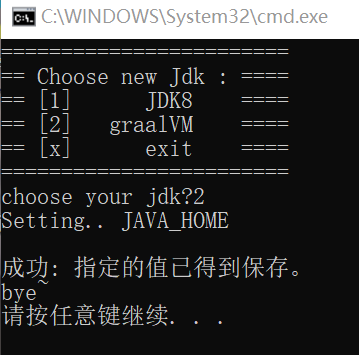 C:\WINDOWS\System32\cmd.exe
========================
== Choose new Jdk : ====
== [1]      JDK8    ====
== [2]   graalVM    ====
== [x]      exit    ====
========================
choose your jdk?2
Setting.. JAVA_HOME
成功: 指定的值已得到保存。
bye~
请按任意键继续. . .